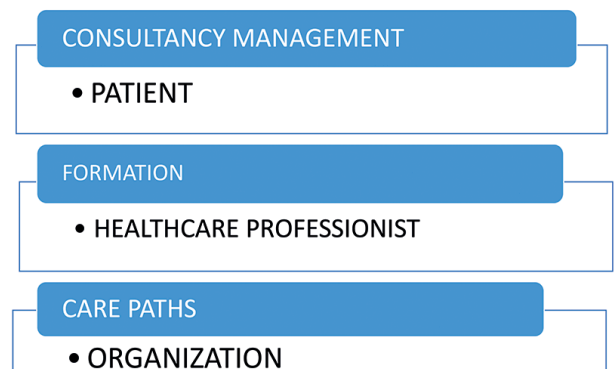 CONSULTANCY MANAGEMENT
• PATIENT
FORMATION
• HEALTHCARE PROFESSIONIST
CARE PATHS
• ORGANIZATION